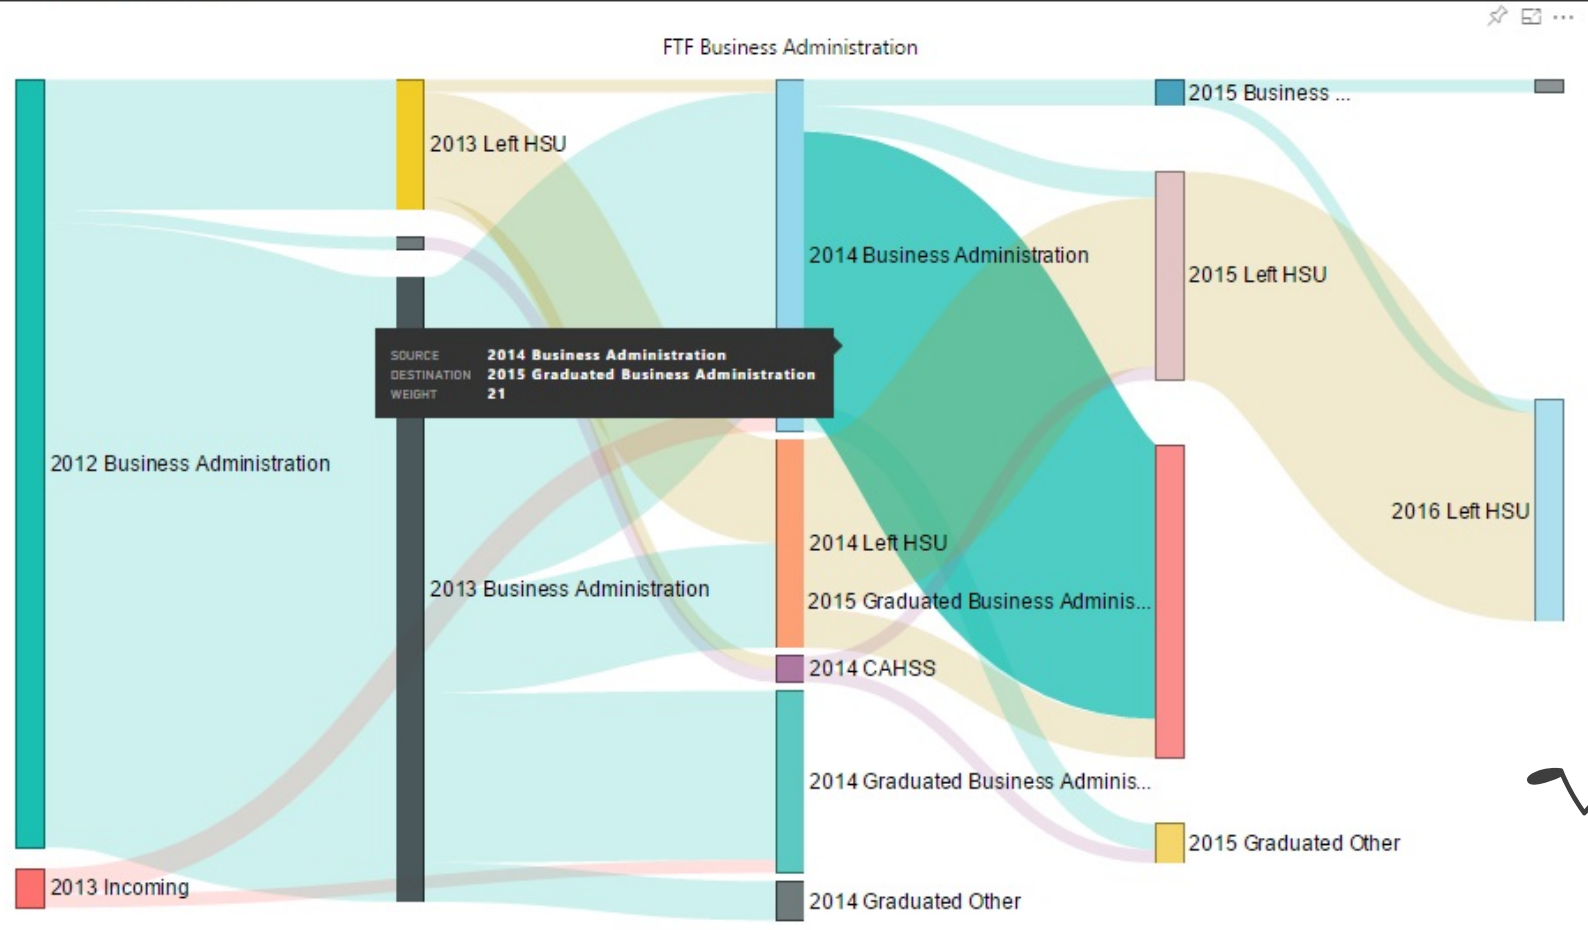 FTF Business Administration
2015 Business ...
2013 Left HSU
2014 Business Administration
2015 Left HSU
SOURCE 2014 Business Administration
DESTINATION 2015 Graduated Business Administration
WEIGHT 21
2012 Business Administration
2016 Left HSU
2014 Left HSU
2013 Business Administration
2015 Graduated Business Adminis...
2014 CAHSS
2014 Graduated Business Adminis...
2015 Graduated Other
2013 Incoming
2014 Graduated Other